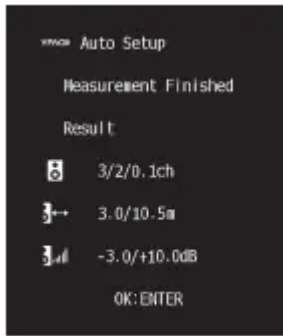 YPAO Auto Setup
Measurement Finished
Result
3/2/0.1ch
3.0/10.5m
-3.0/+10.0dB
OK:ENTER